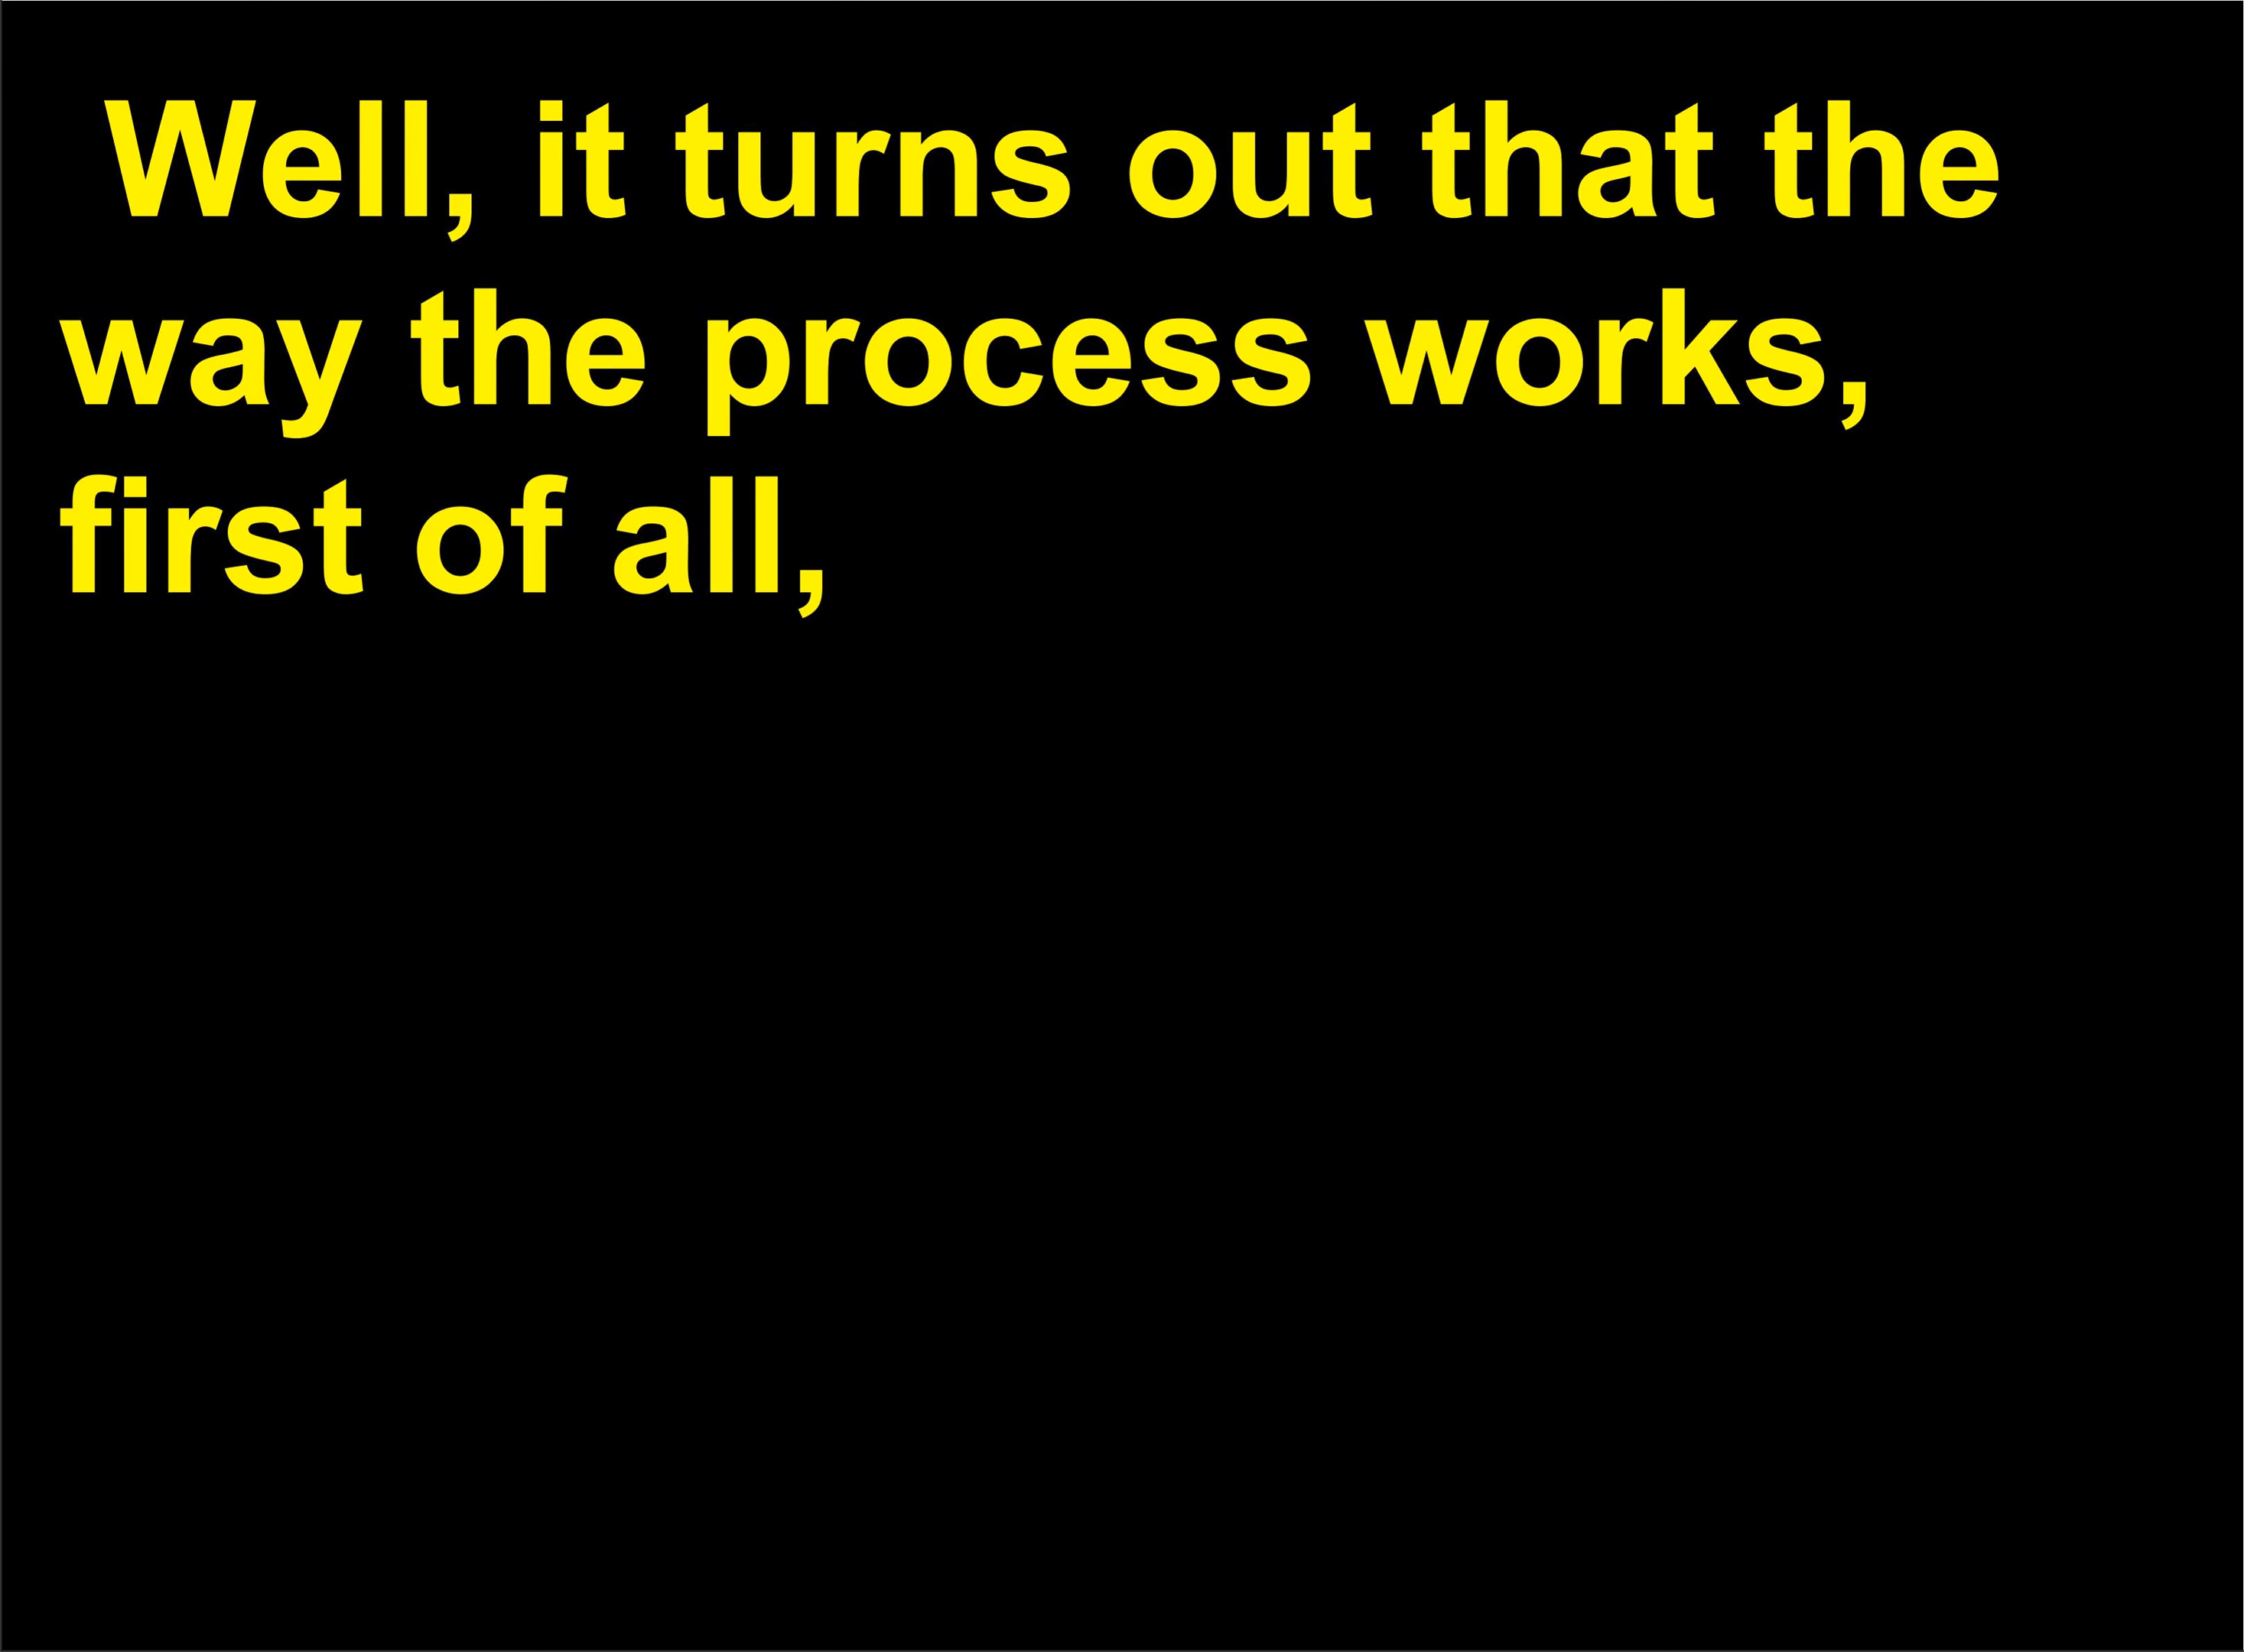 Well, it turns out that the
way the process works,
first of all,